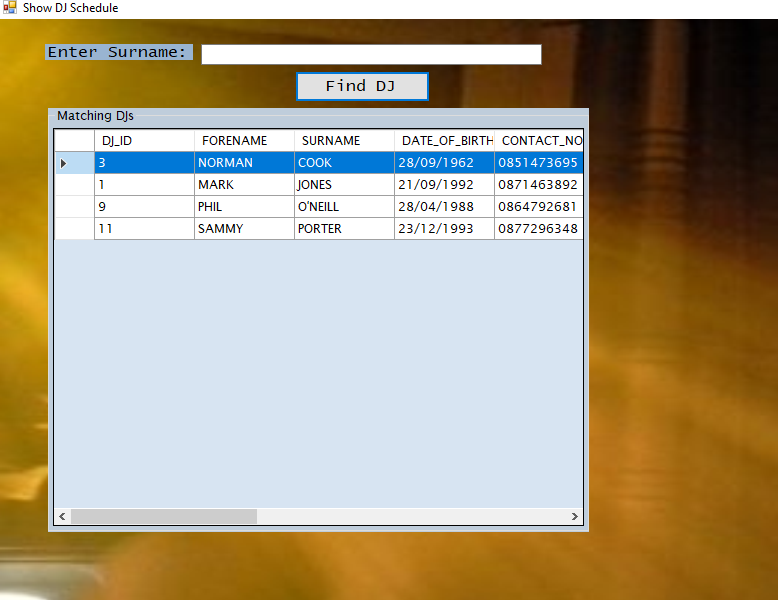 Show DJ Schedule
Enter Surname:
Find DJ
Matching DJs
DJ_ID FORENAME SURNAME DATE_OF_BIRTH CONTACT_NO
3 NORMAN COOK 28/09/1962 0851473695
1 MARK JONES 21/09/1992 0871463892
9 PHIL O'NEILL 28/04/1988 0864792681
11 SAMMY PORTER 23/12/1993 0877296348